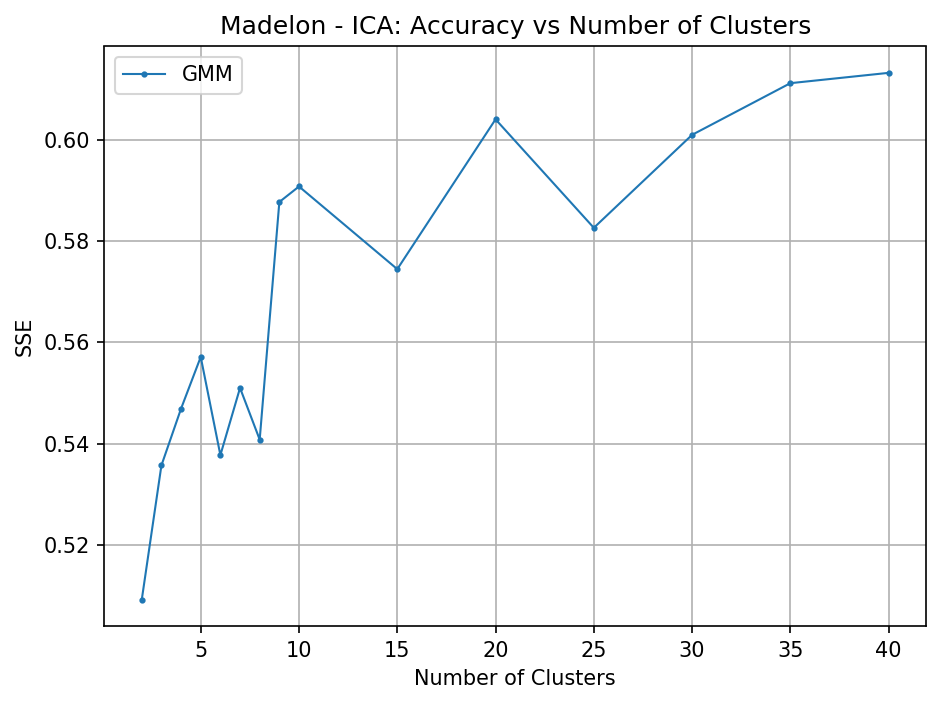 Madelon - ICA: Accuracy vs Number of Clusters
GMM
SSE
0.60
0.58
0.56
0.54
0.52
5 10 15 20 25 30 35 40
Number of Clusters